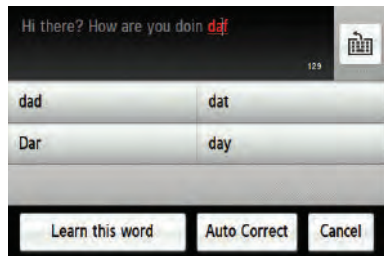 Hi there? How are you doin daf
129
dad dat
Dar day
Learn this word Auto Correct Cancel